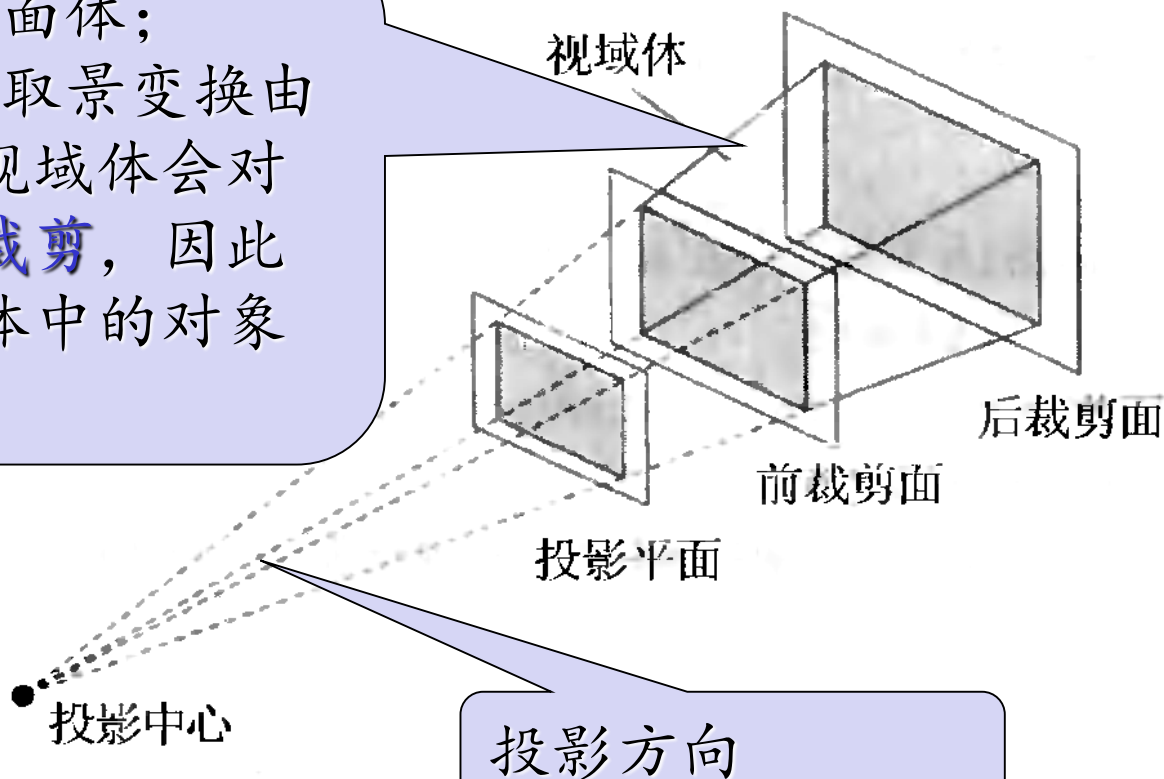 面体；
取景变换由
视域体会对
裁剪，因此
体中的对象
视域体
后裁剪面
前裁剪面
投影平面
投影中心
投影方向